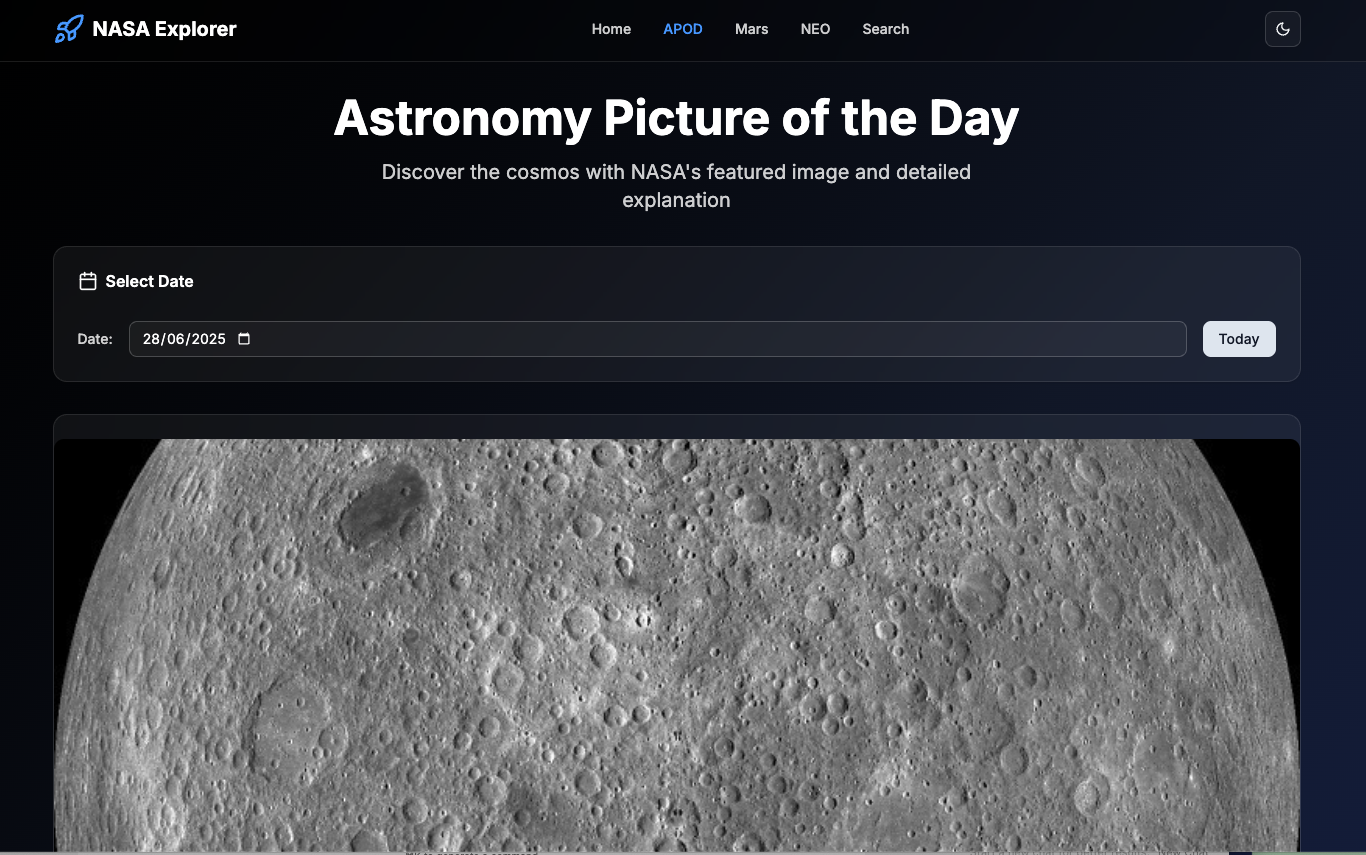 NASA Explorer
Home APOD Mars NEO Search
Astronomy Picture of the Day
Discover the cosmos with NASA's featured image and detailed
explanation
Select Date
Date: 28/06/2025 Today